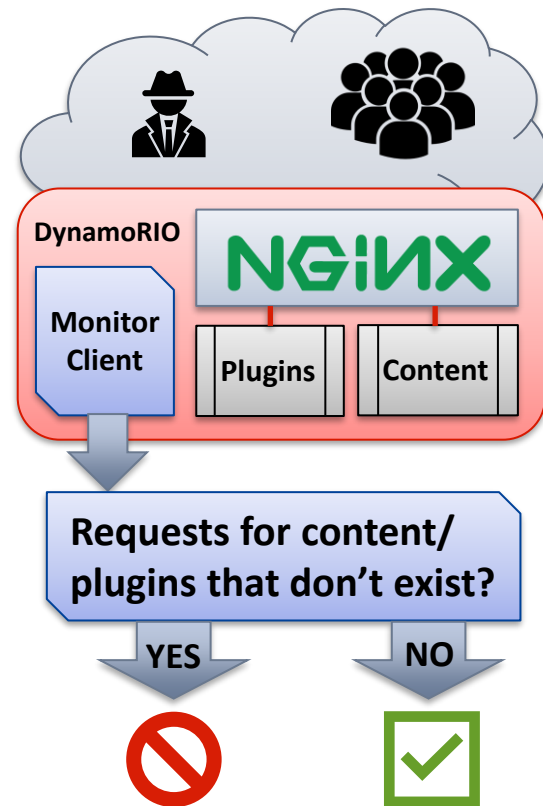 DynamoRIO
NGiNX
Monitor
Client
Plugins
Content
Requests for content/
plugins that don't exist?
YES
NO